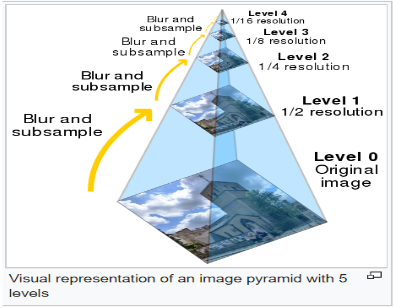 Level 4
1/16 resolution
Blur and
subsample
Level 3
1/8 resolution
Blur and
subsample
Level 2
1/4 resolution
Blur and
subsample
Level 1
1/2 resolution
Blur and
subsample
Level 0
Original
image
Visual representation of an image pyramid with 5
levels